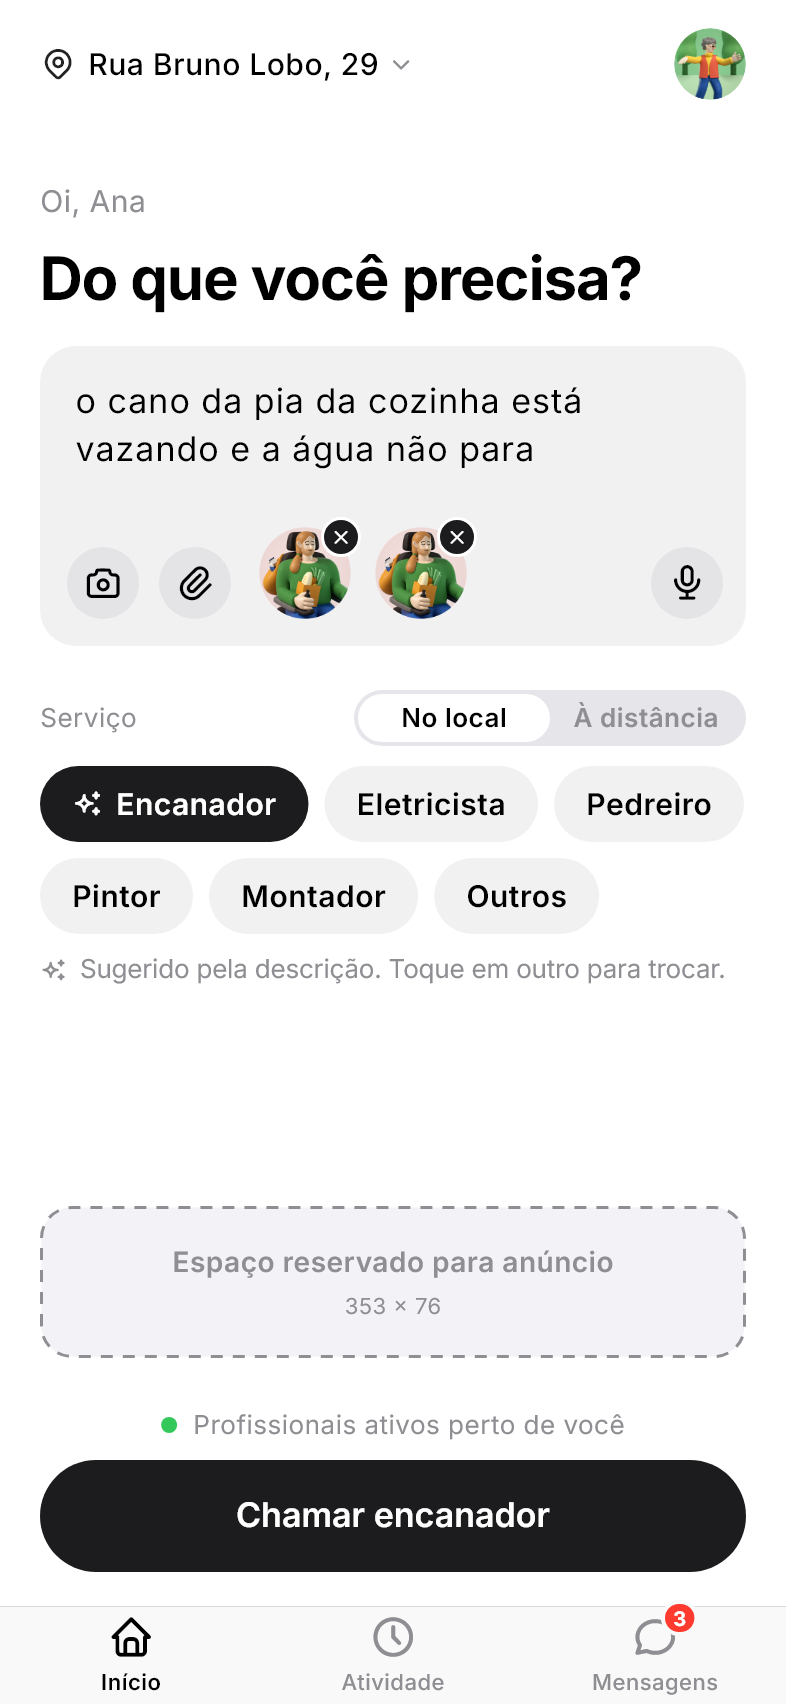 Rua Bruno Lobo, 29
Oi, Ana
Do que você precisa?
o cano da pia da cozinha está
vazando e a água não para
Serviço
No local
À distância
Encanador
Eletricista
Pedreiro
Pintor
Montador
Outros
Sugerido pela descrição. Toque em outro para trocar.
Espaço reservado para anúncio
353 × 76
Profissionais ativos perto de você
Chamar encanador
3
Início
Atividade
Mensagens